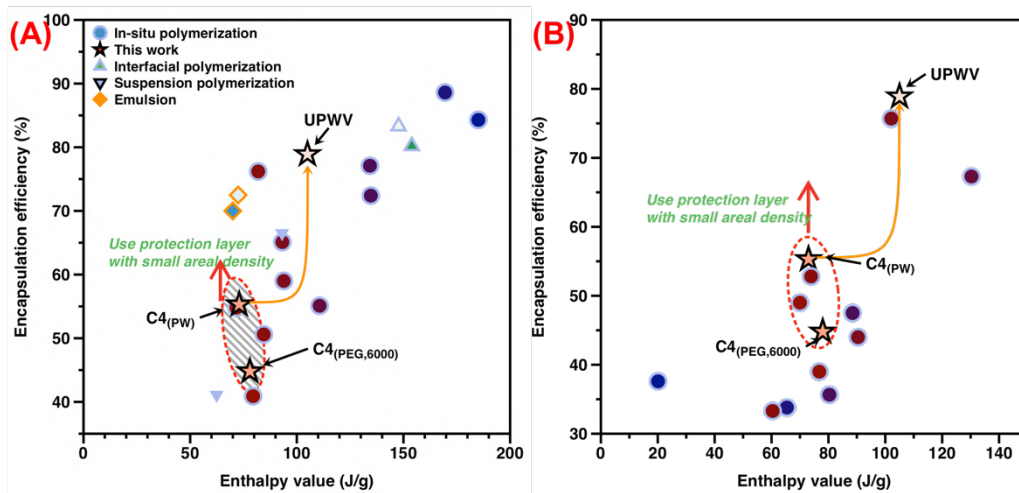 (A)
In-situ polymerization
This work
Interfacial polymerization
Suspension polymerization
Emulsion
UPWV
Use protection layer
with small areal density
C4(PW)
C4(PEG,6000)
Encapsulation efficiency (%)
100
90
80
70
60
50
40
0
50
100
150
200
Enthalpy value (J/g)
(B)
UPWV
Use protection layer
with small areal density
C4(PW)
C4(PEG,6000)
Encapsulation efficiency (%)
90
80
70
60
50
40
30
0
20
40
60
80
100
120
140
Enthalpy value (J/g)